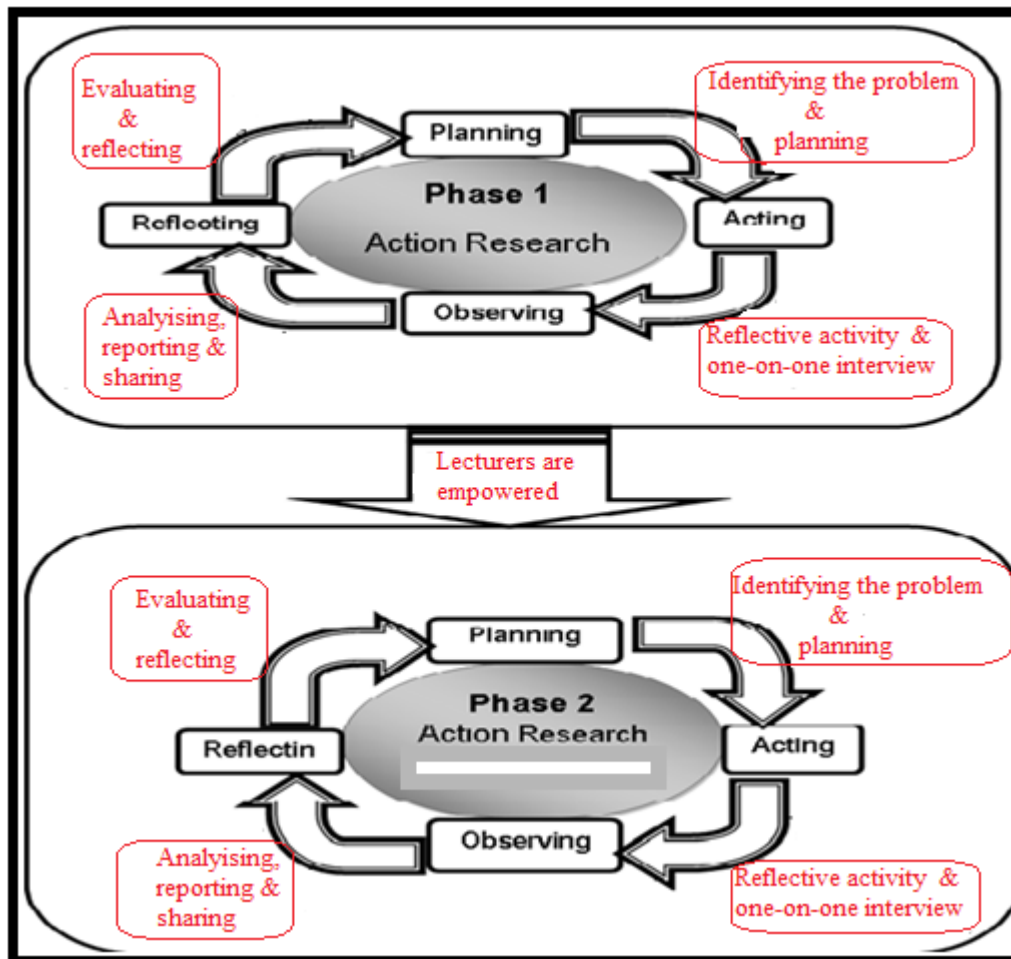 Evaluating
&
reflecting
Planning
Identifying the problem
&
planning
Phase 1
Action Research
Reflecting
Acting
Observing
Analyising,
reporting &
sharing
Reflective activity &
one-on-one interview
Lecturers are
empowered
Evaluating
&
reflecting
Planning
Identifying the problem
&
planning
Phase 2
Action Research
Reflectin
Acting
Observing
Analyising,
reporting &
sharing
Reflective activity &
one-on-one interview